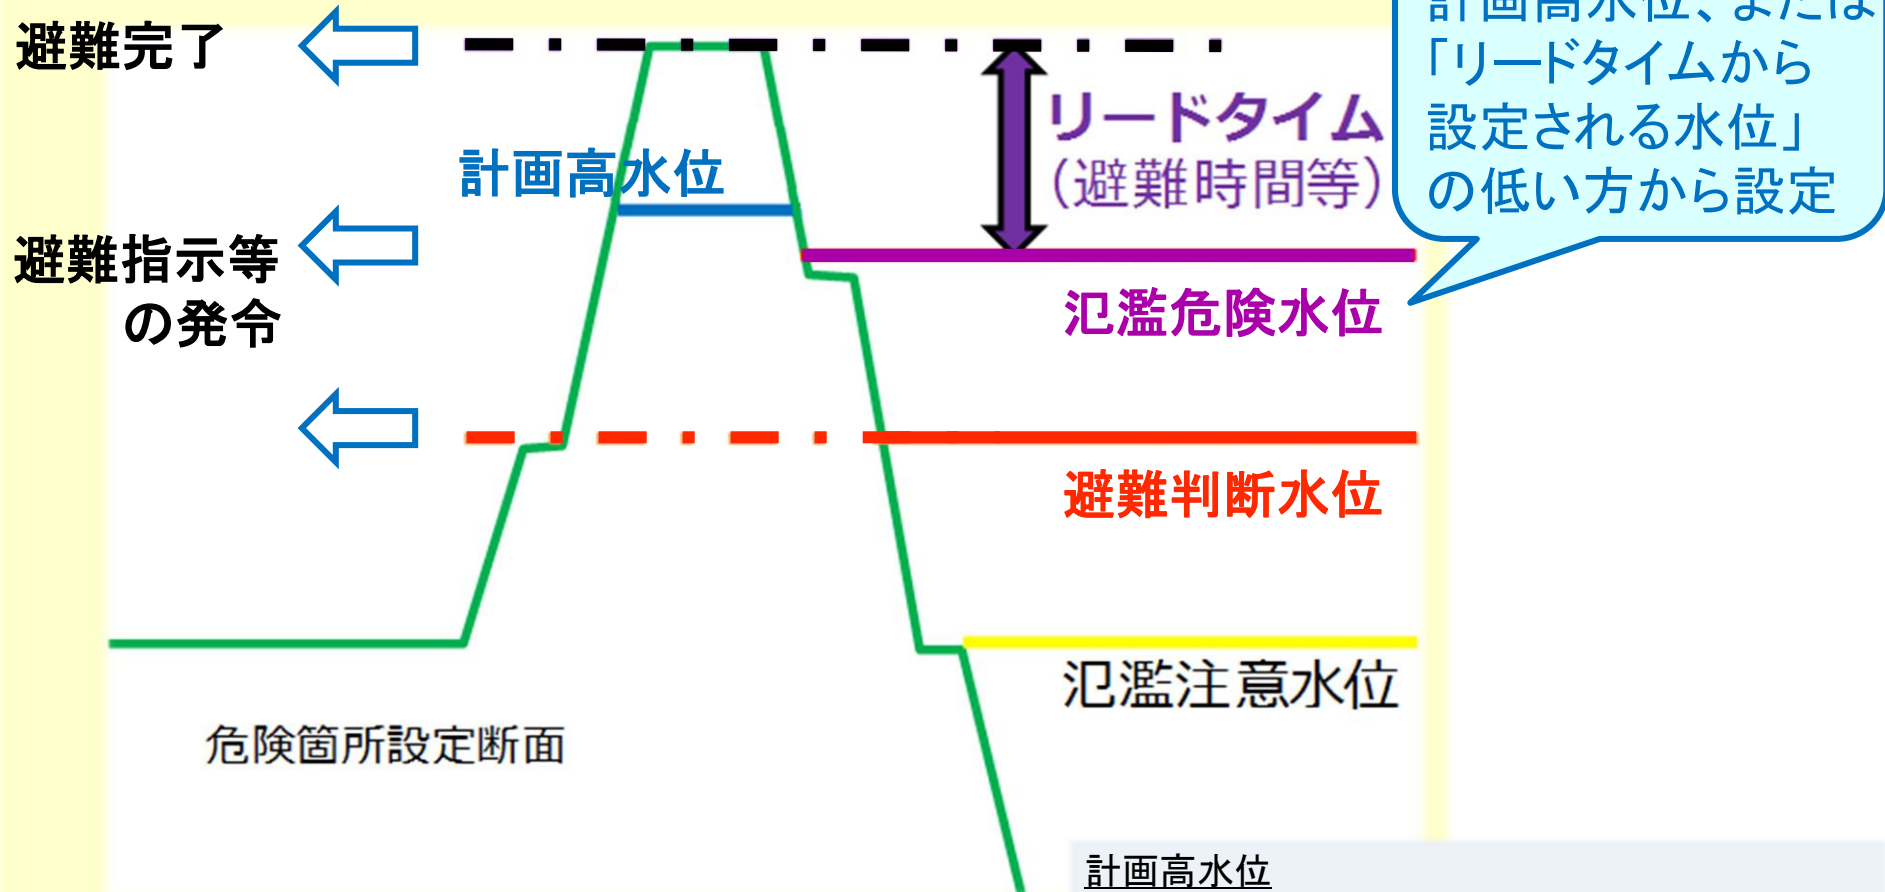 避難完了
計画高水位、または
「リードタイムから
設定される水位」
の低い方から設定
リードタイム
（避難時間等）
計画高水位
避難指示等
の発令
氾濫危険水位
避難判断水位
氾濫注意水位
危険箇所設定断面
計画高水位